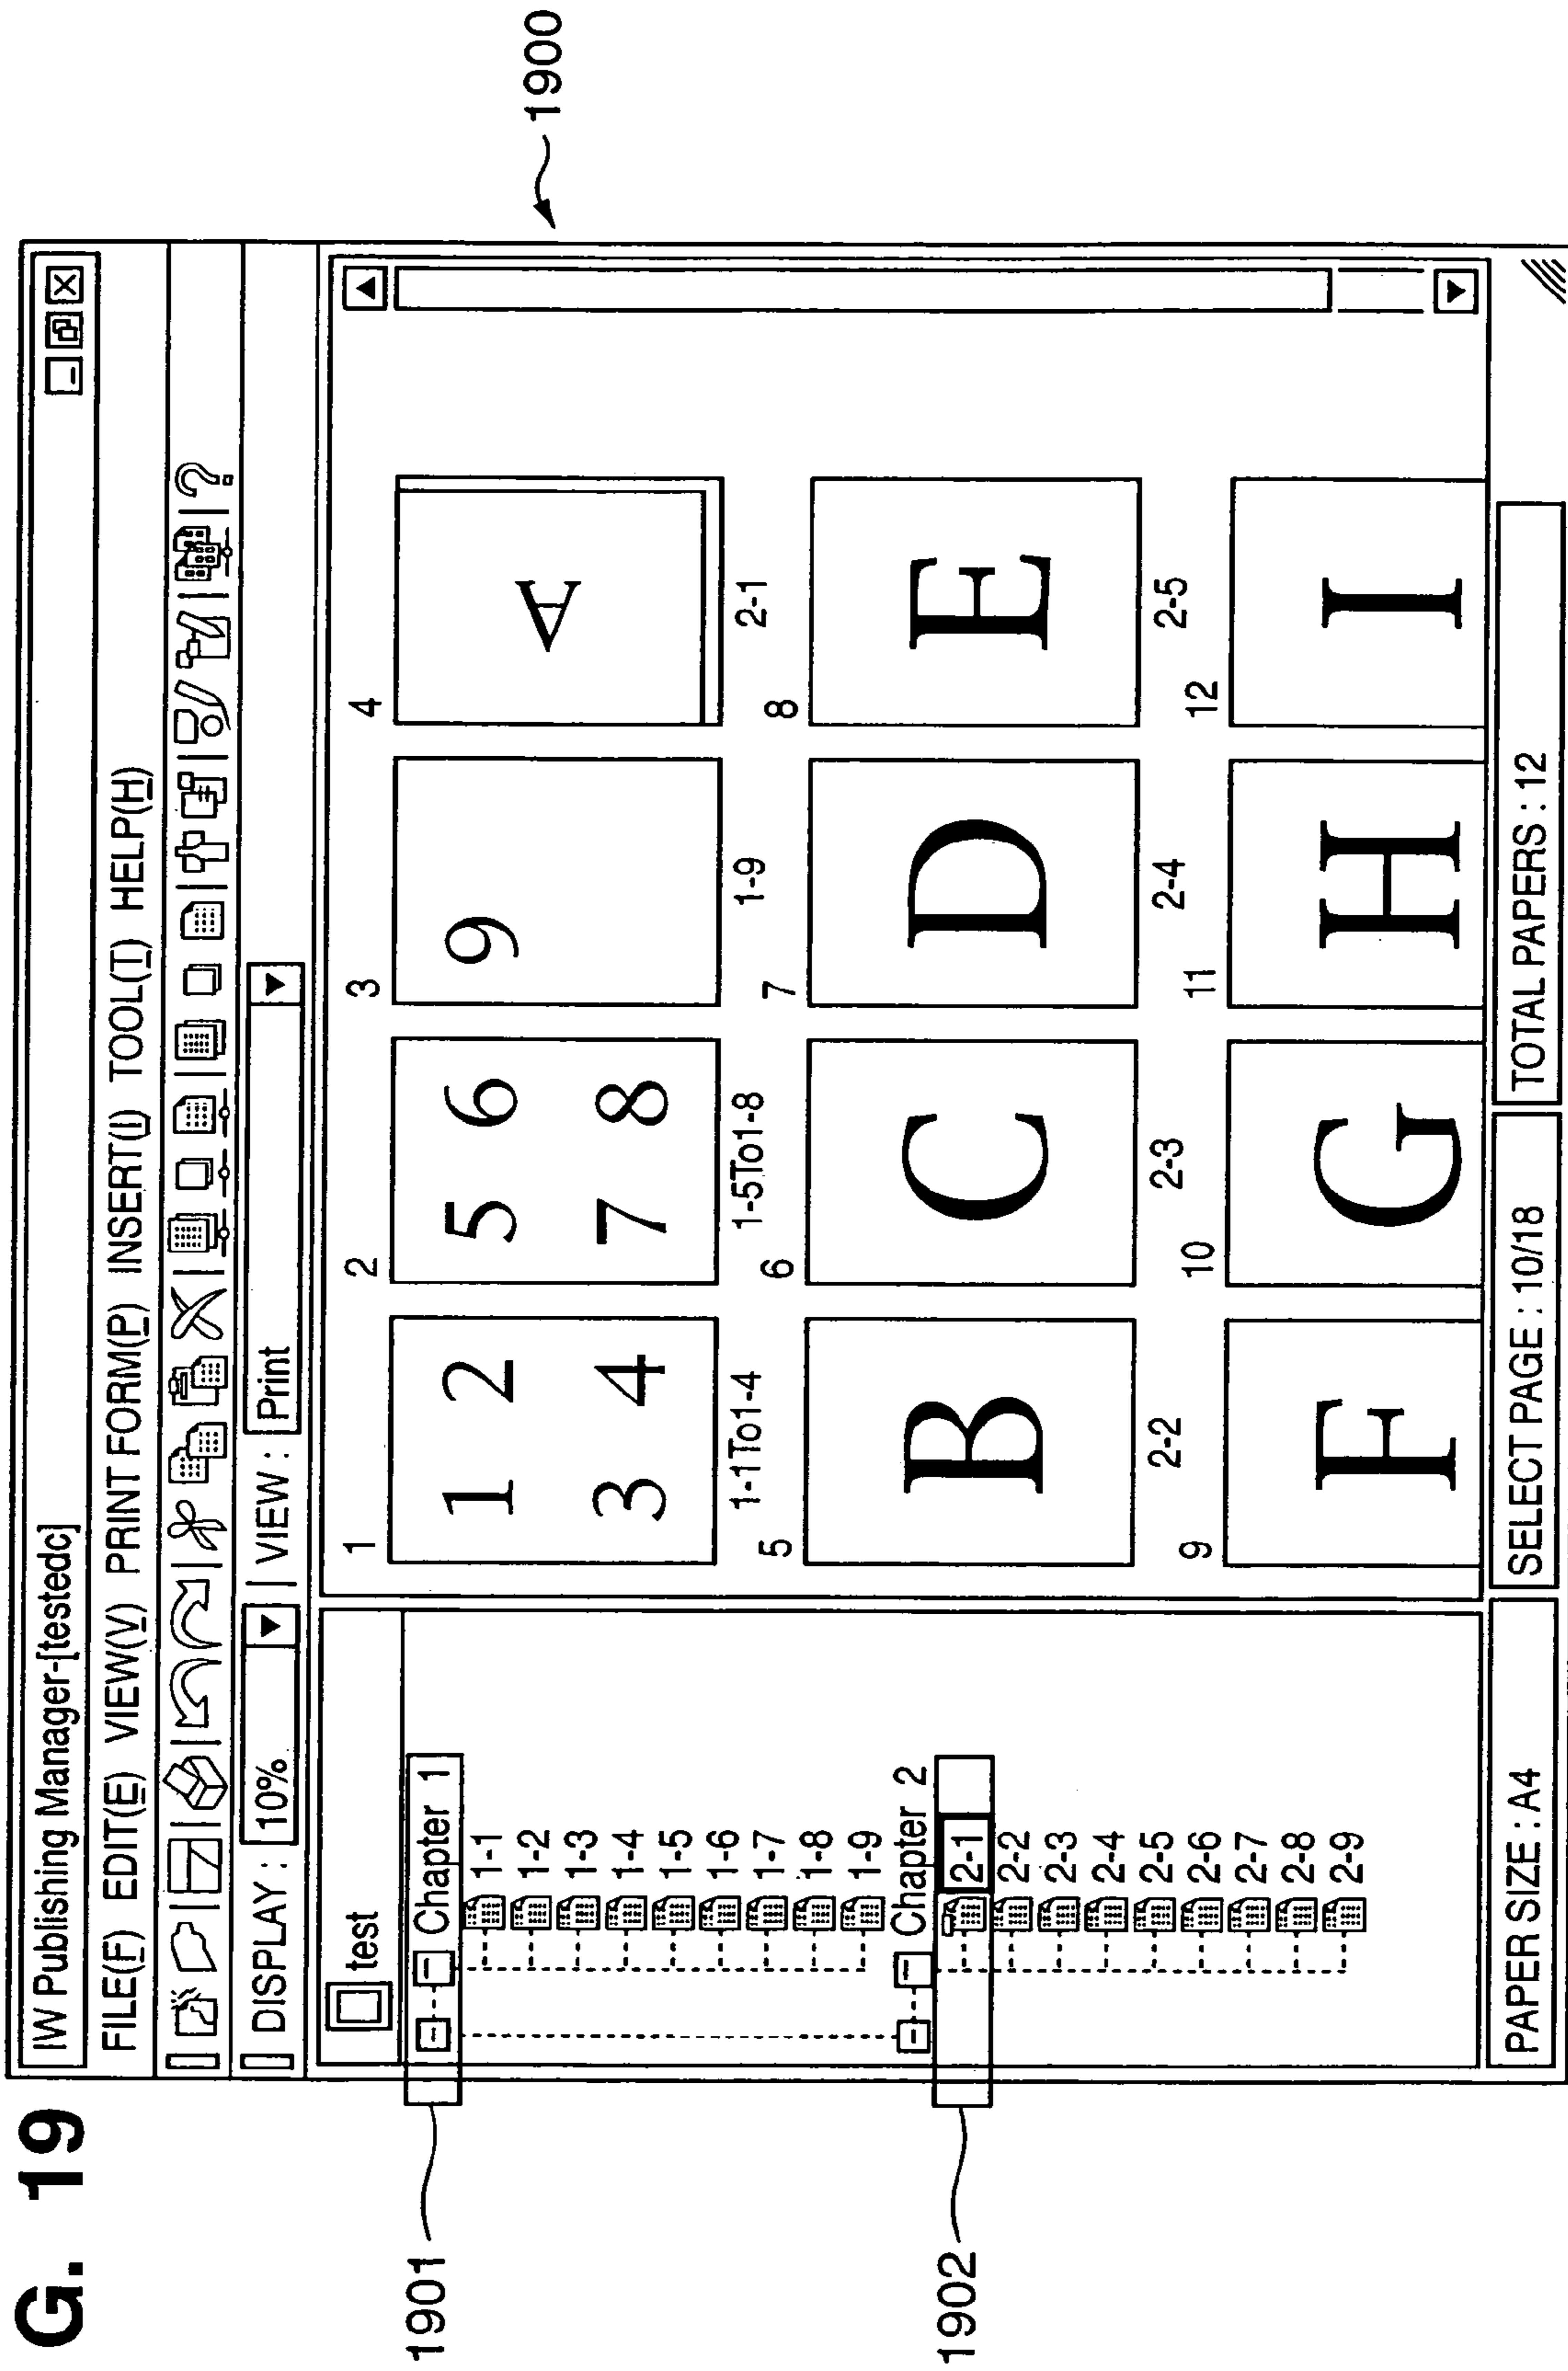 G. 19
1900
IW Publishing Manager-[testedc]
FILE(F) EDIT(E) VIEW(V) PRINT FORM(P) INSERT(I) TOOL(T) HELP(H)
DISPLAY : 10% VIEW : Print
test
1901
Chapter 1
1-1
1-2
1-3
1-4
1-5
1-6
1-7
1-8
1-9
Chapter 2
1902
2-1
2-2
2-3
2-4
2-5
2-6
2-7
2-8
2-9
1 2 3 4
1 2 5 6 9 A
3 4 7 8
1-1To1-4 1-5To1-8 1-9 2-1
5 6 7 8
B C D E
2-2 2-3 2-4 2-5
9 10 11 12
F G H I
PAPER SIZE : A4 SELECT PAGE : 10/18 TOTAL PAPERS : 12